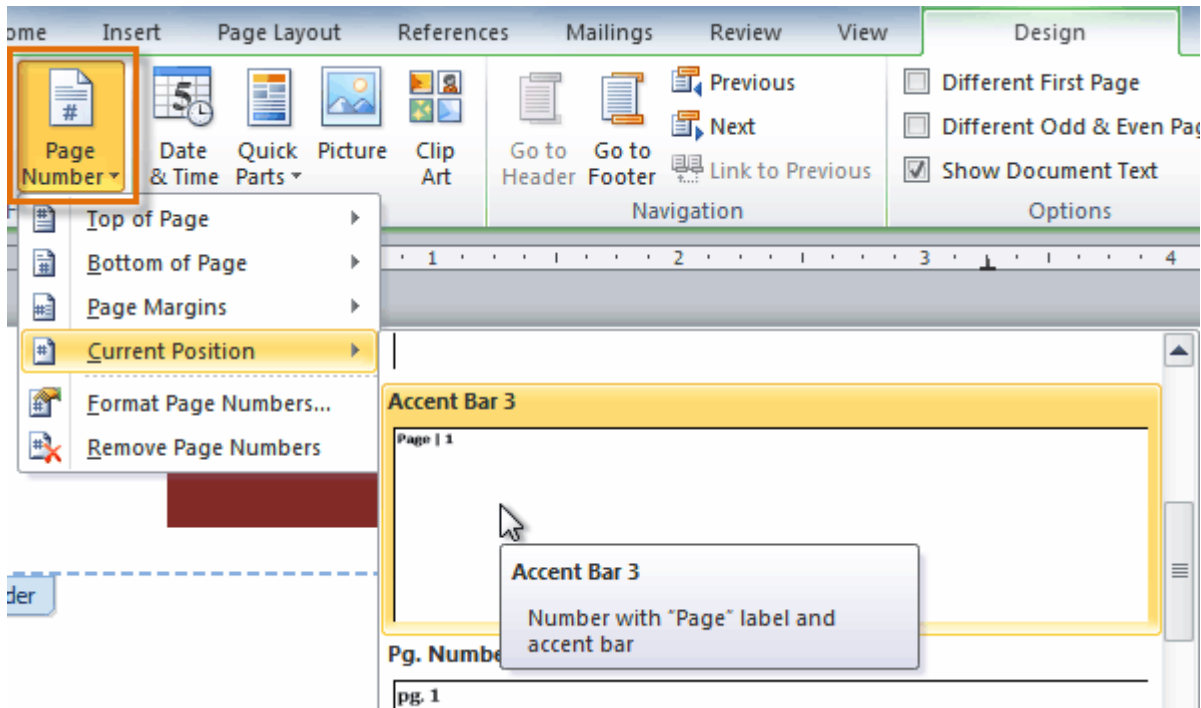 ome Insert Page Layout References Mailings Review View Design
Page Number
Date & Time
Quick Parts
Picture
Clip Art
Go to Header
Go to Footer
Previous
Next
Link to Previous
Navigation
Different First Page
Different Odd & Even Pag
Show Document Text
Options
Top of Page
Bottom of Page
Page Margins
Current Position
Format Page Numbers...
Remove Page Numbers
1 2 3 4
Accent Bar 3
Page | 1
Accent Bar 3
Number with "Page" label and
accent bar
der
Pg. Numbe
pg. 1